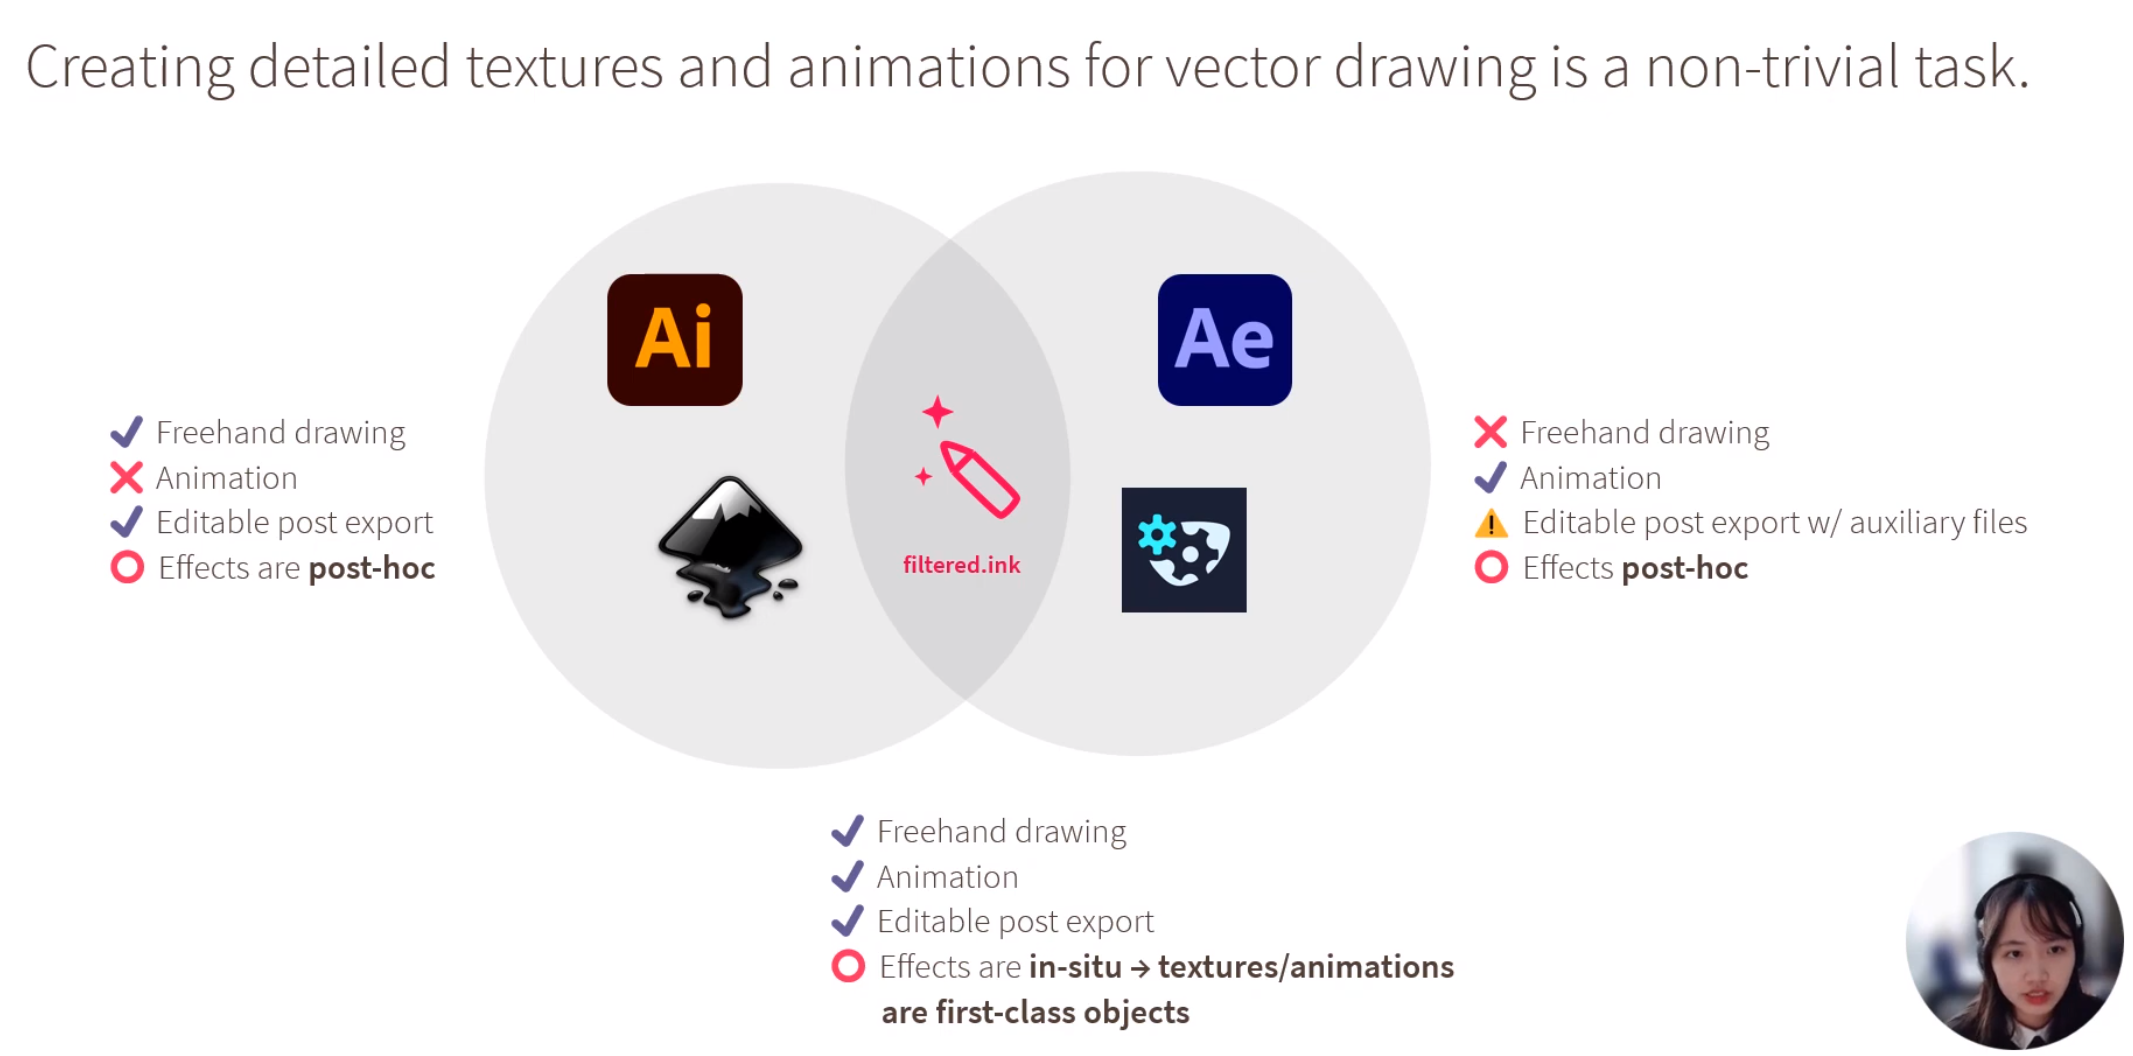 Creating detailed textures and animations for vector drawing is a non-trivial task.
Ai
Ae
filtered.ink
Freehand drawing
Animation
Editable post export
Effects are post-hoc
Freehand drawing
Animation
Editable post export w/ auxiliary files
Effects post-hoc
Freehand drawing
Animation
Editable post export
Effects are in-situ → textures/animations
are first-class objects